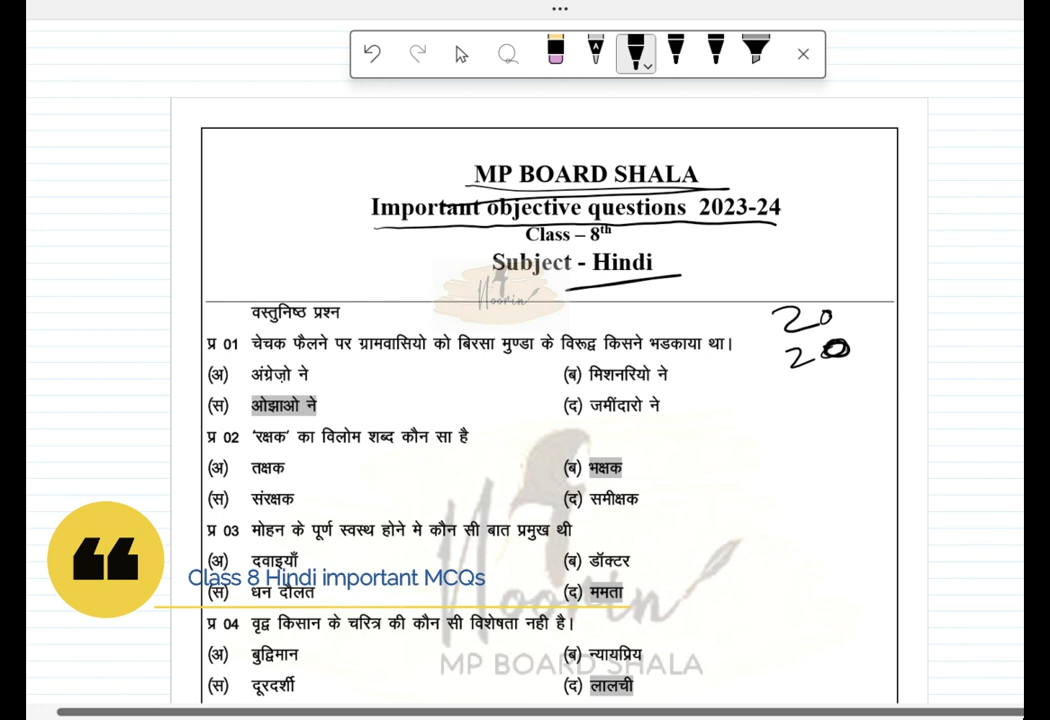 MP BOARD SHALA
Important objective questions 2023-24
Class – 8th
Subject - Hindi
Noorin
20
20
वस्तुनिष्ठ प्रश्न
प्र 01 चेचक फैलने पर ग्रामवासियो को बिरसा मुण्डा के विरूद्व किसने भडकाया था।
(अ) अंग्रेज़ो ने (ब) मिशनरियो ने
(स) ओझाओ ने (द) जमींदारो ने
प्र 02 ‘रक्षक’ का विलोम शब्द कौन सा है
(अ) तक्षक (ब) भक्षक
(स) संरक्षक (द) समीक्षक
प्र 03 मोहन के पूर्ण स्वस्थ होने मे कौन सी बात प्रमुख थी
(अ) दवाइयाँ (ब) डॉक्टर
Class 8 Hindi important MCQs
(स) धन दौलत (द) ममता
Noorin
प्र 04 वृद्व किसान के चरित्र की कौन सी विशेषता नही है।
(अ) बुद्विमान (ब) न्यायप्रिय
MP BOARD SHALA
(स) दूरदर्शी (द) लालची